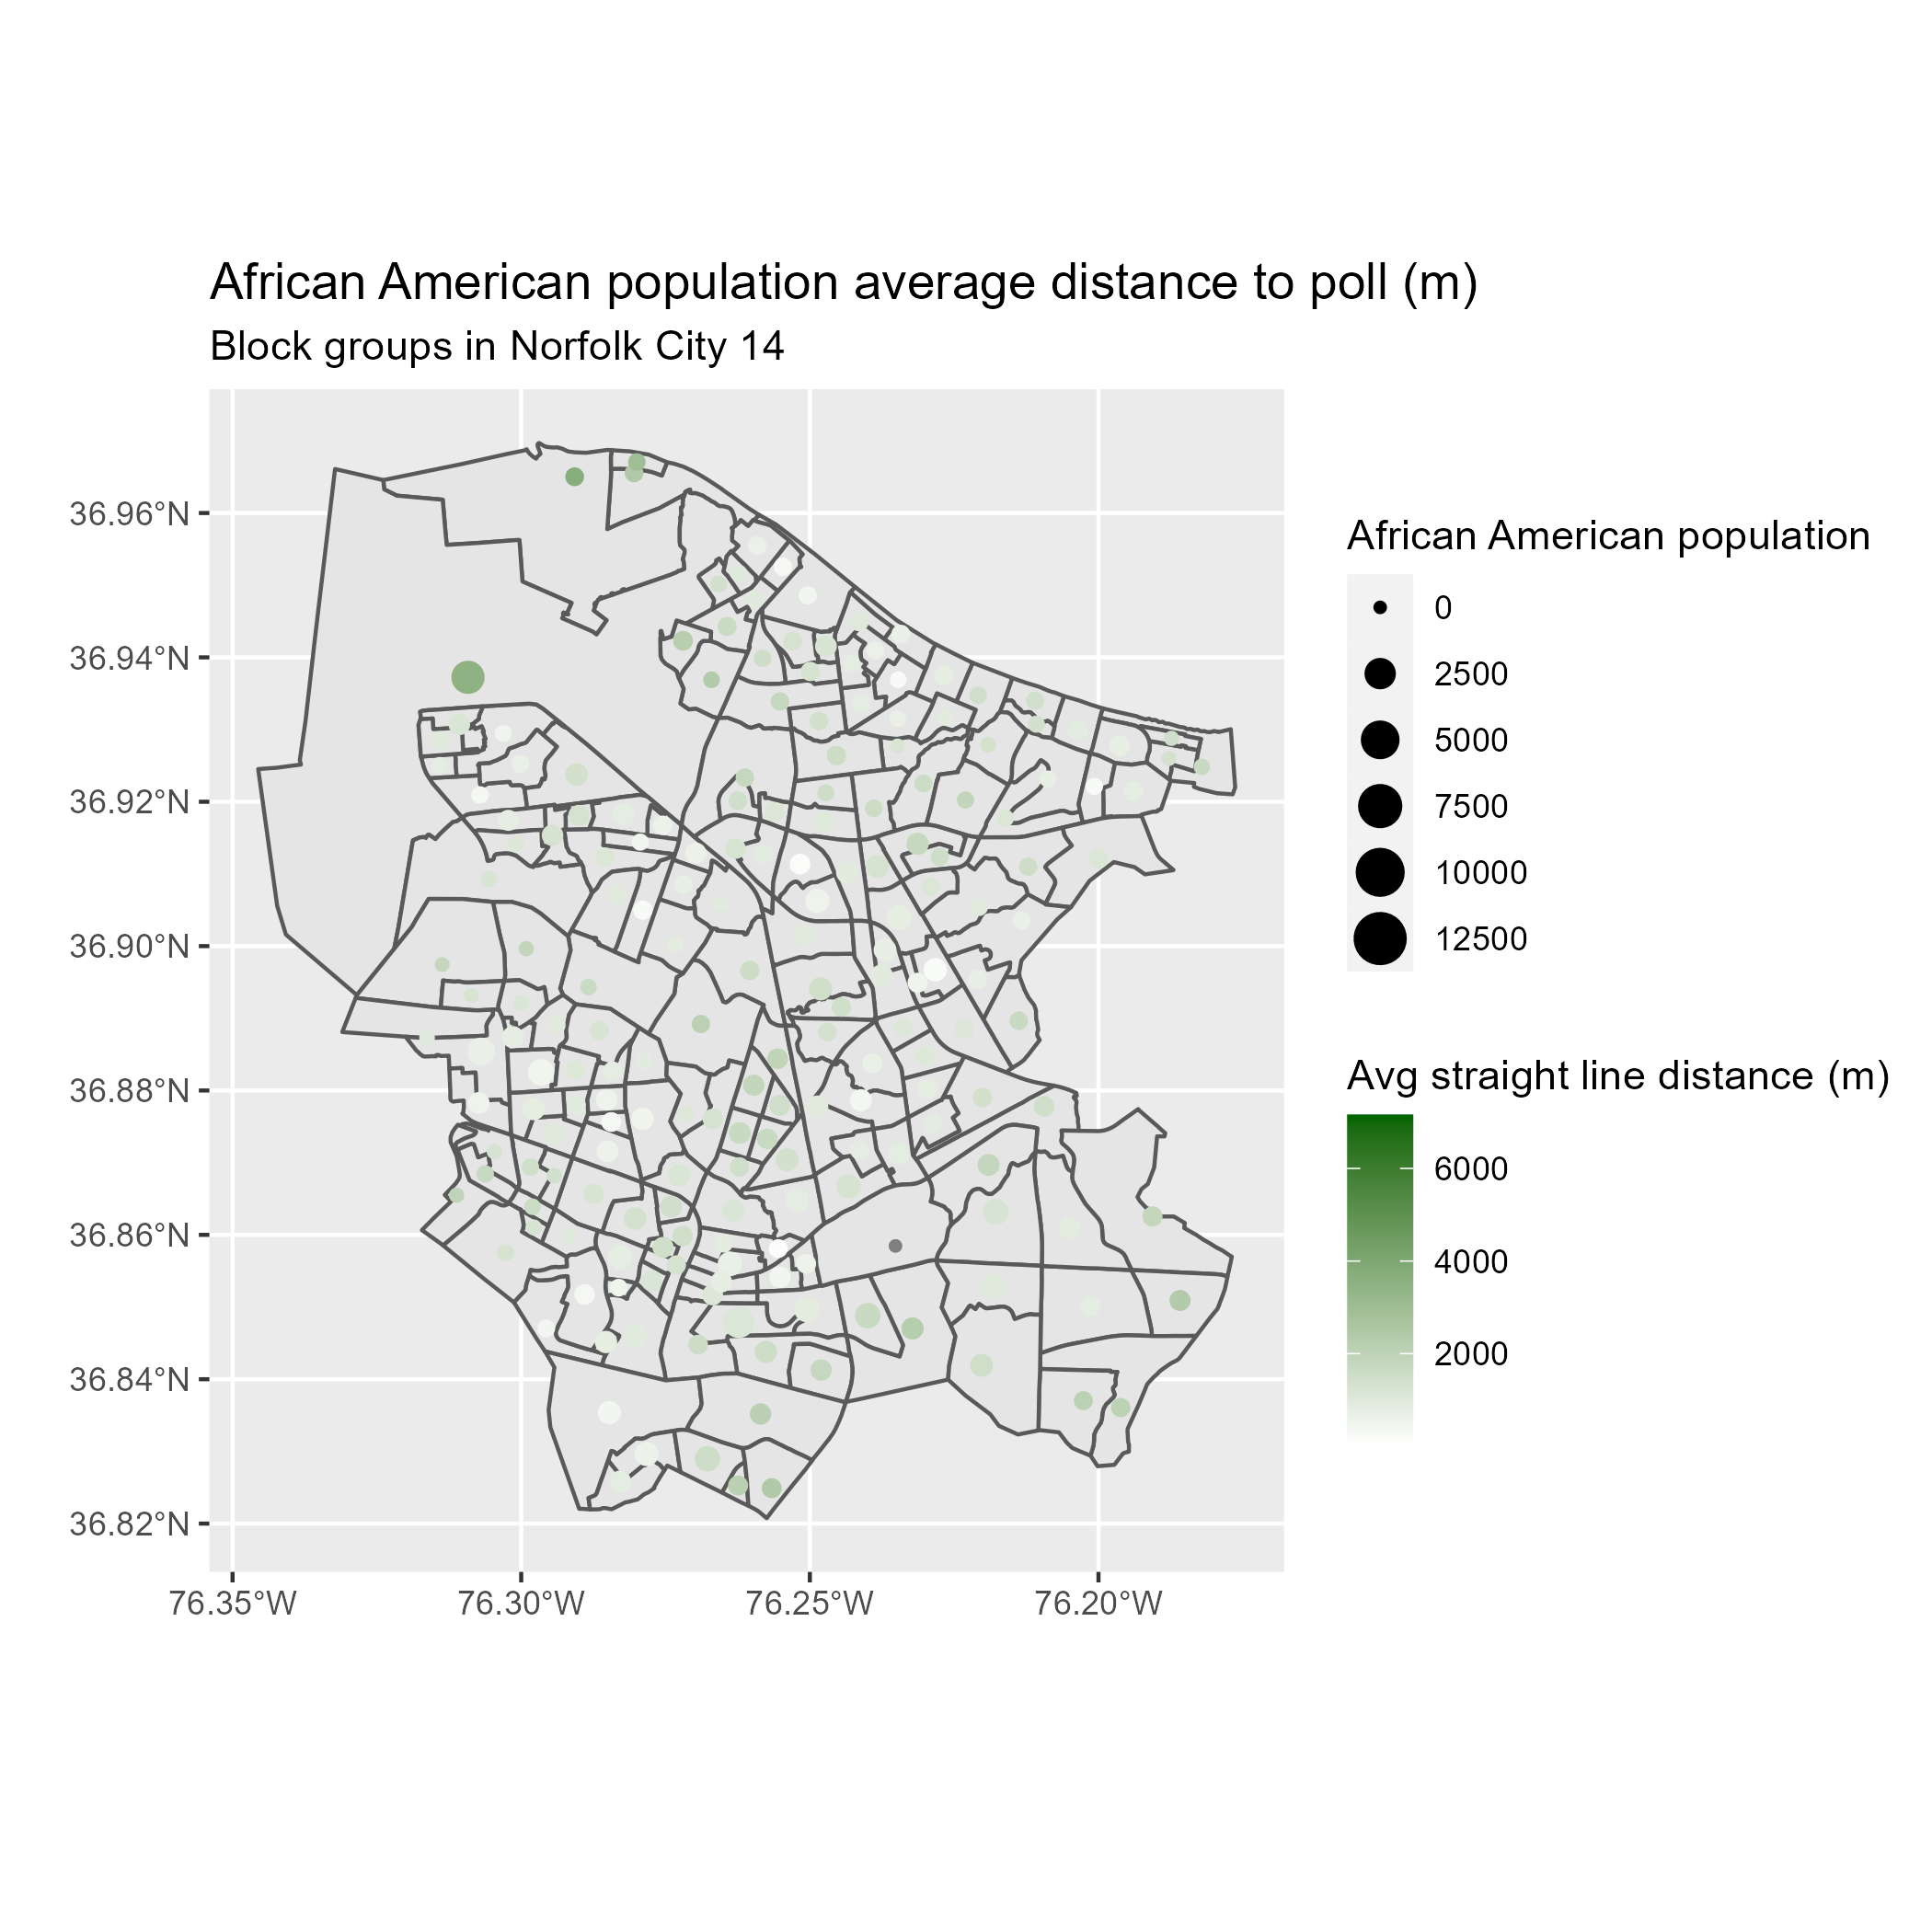 African American population average distance to poll (m)
Block groups in Norfolk City 14
36.96°N
36.94°N
36.92°N
36.90°N
36.88°N
36.86°N
36.84°N
36.82°N
76.35°W
76.30°W
76.25°W
76.20°W
African American population
0
2500
5000
7500
10000
12500
Avg straight line distance (m)
6000
4000
2000